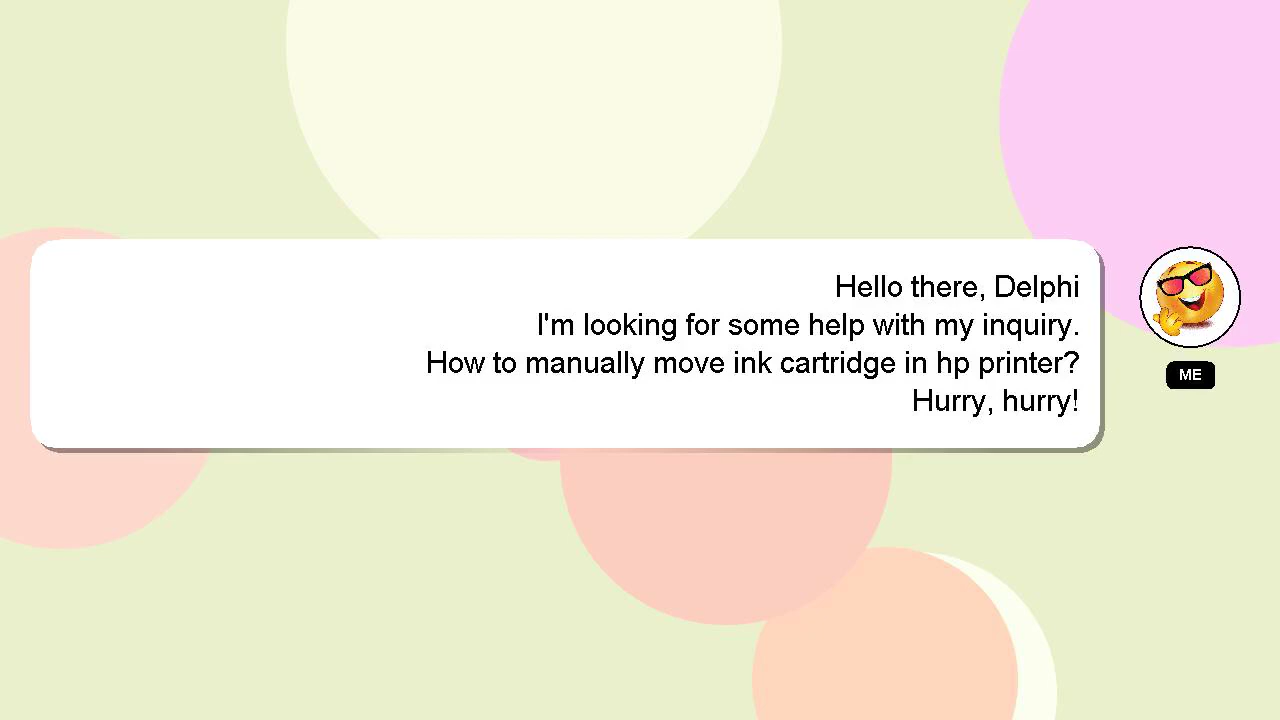 Hello there, Delphi
I'm looking for some help with my inquiry.
How to manually move ink cartridge in hp printer?
Hurry, hurry!
ME